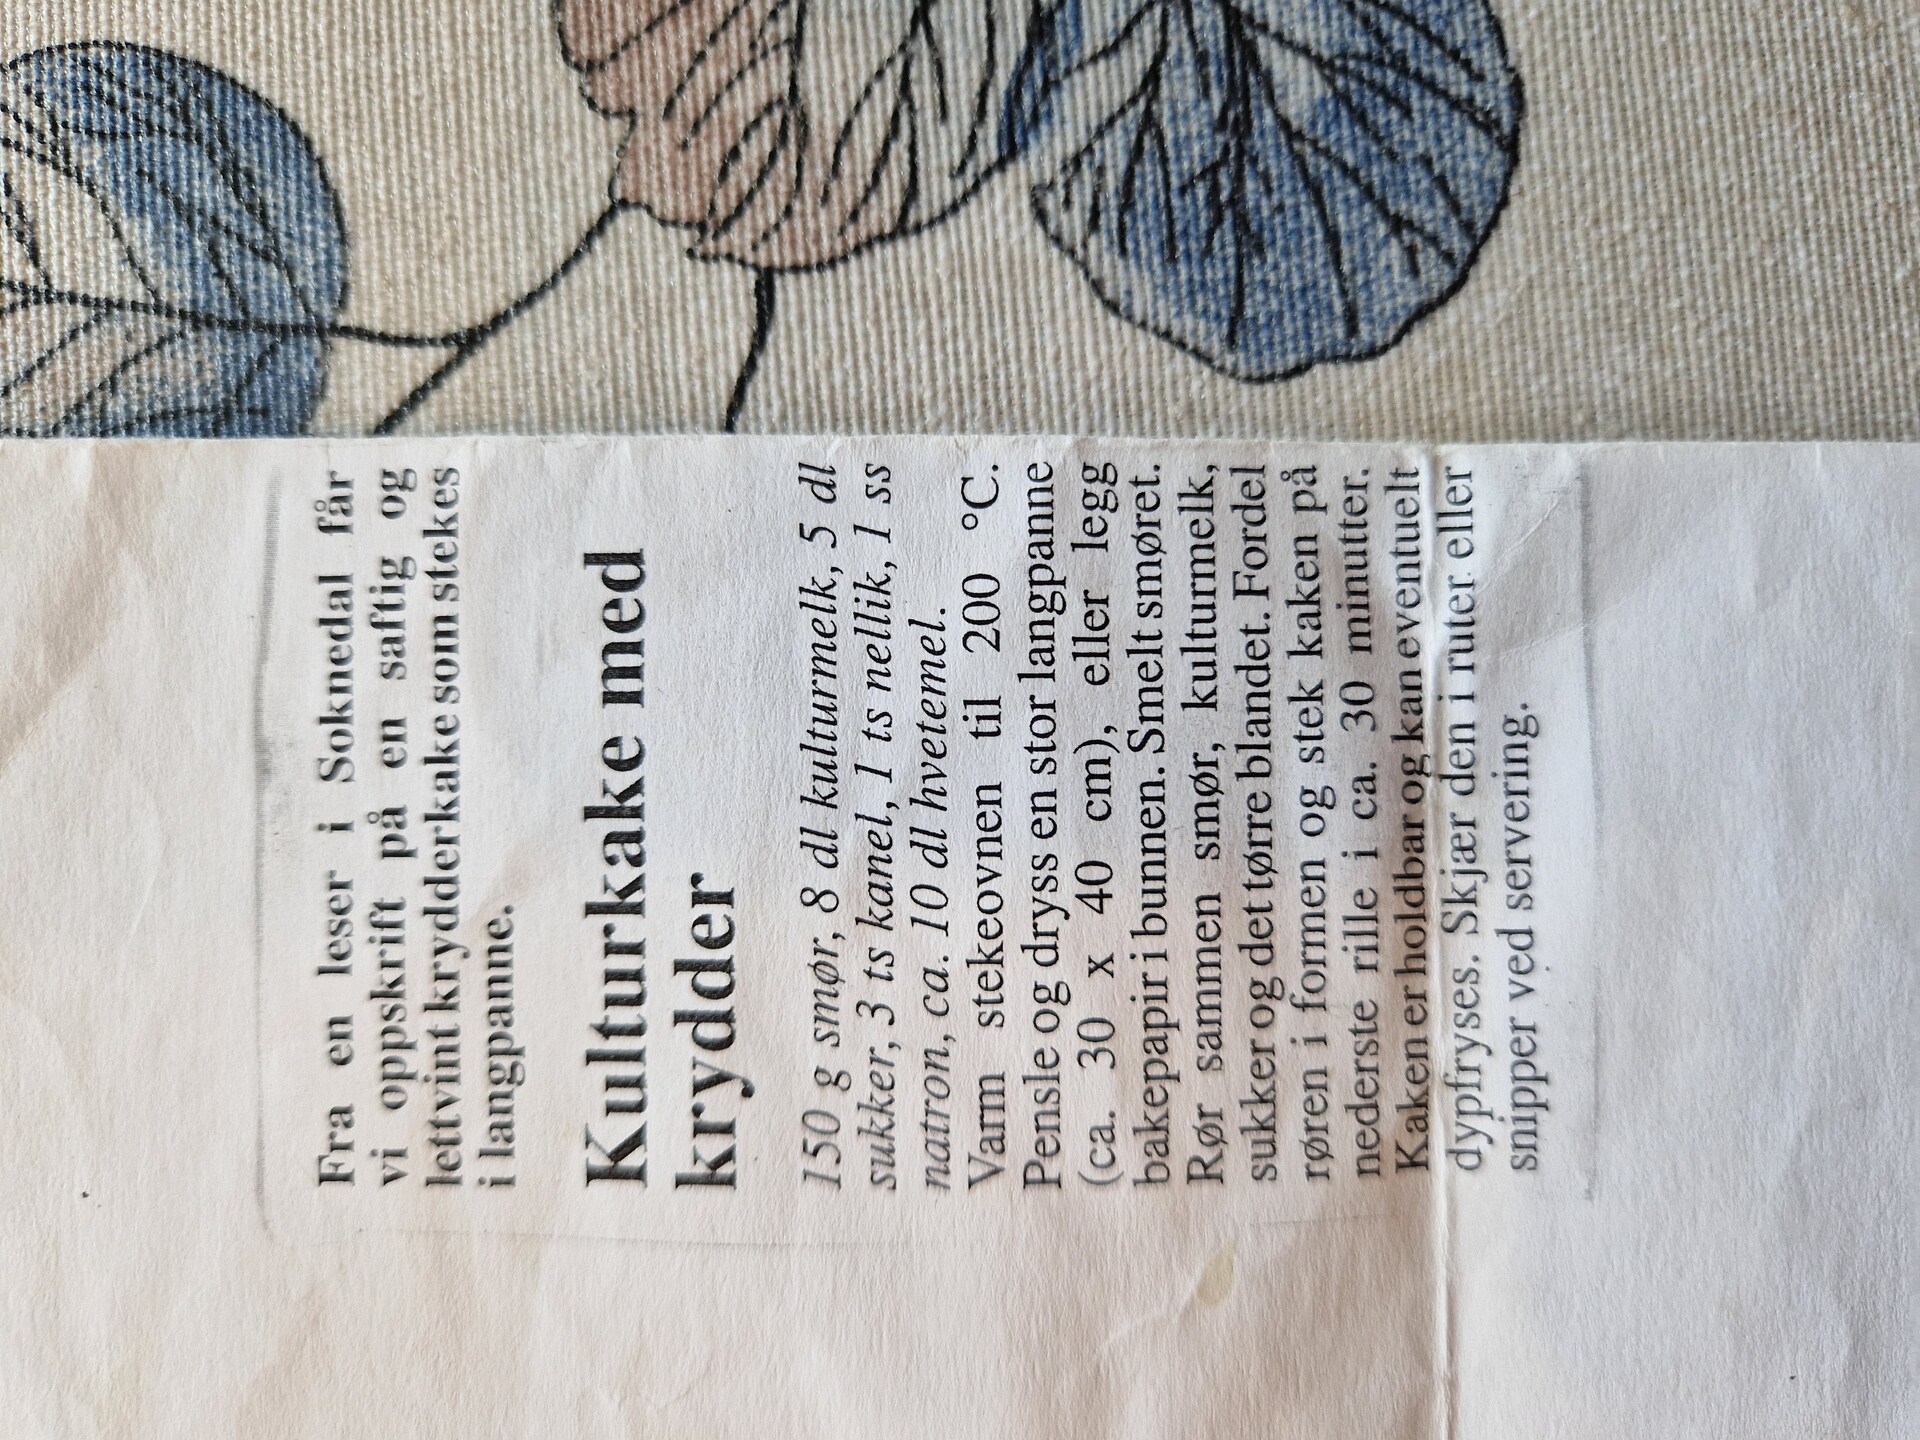 Fra en leser i Soknedal får
vi oppskrift på en saftig og
lettvint krydderkake som stekes
i langpanne.
Kulturkake med
krydder
150 g smør, 8 dl kulturmelk, 5 dl
sukker, 3 ts kanel, 1 ts nellik, 1 ss
natron, ca. 10 dl hvetemel.
Varm stekeovnen til 200 °C.
Pensle og dryss en stor langpanne
(ca. 30 x 40 cm), eller legg
bakepapir i bunnen. Smelt smøret.
Rør sammen smør, kulturmelk,
sukker og det tørre blandet. Fordel
røren i formen og stek kaken på
nederste rille i ca. 30 minutter.
Kaken er holdbar og kan eventuelt
dypfryses. Skjær den i ruter eller
snipper ved servering.